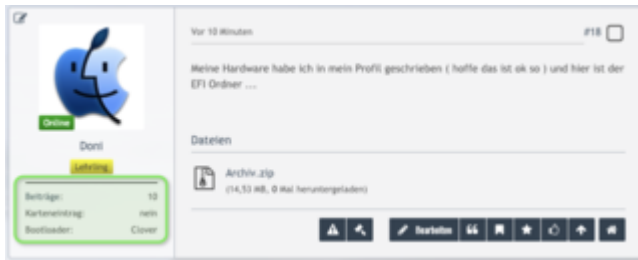 Vor 10 Minuten
#18
Meine Hardware habe ich in mein Profil geschrieben ( hoffe das ist ok so ) und hier ist der
EFI Ordner ...
Online
Doni
Lehrling
Beiträge: 10
Karteneintrag: nein
Bootloader: Clover
Dateien
Archiv.zip
(14,53 MB, 0 Mal heruntergeladen)
Bearbeiten